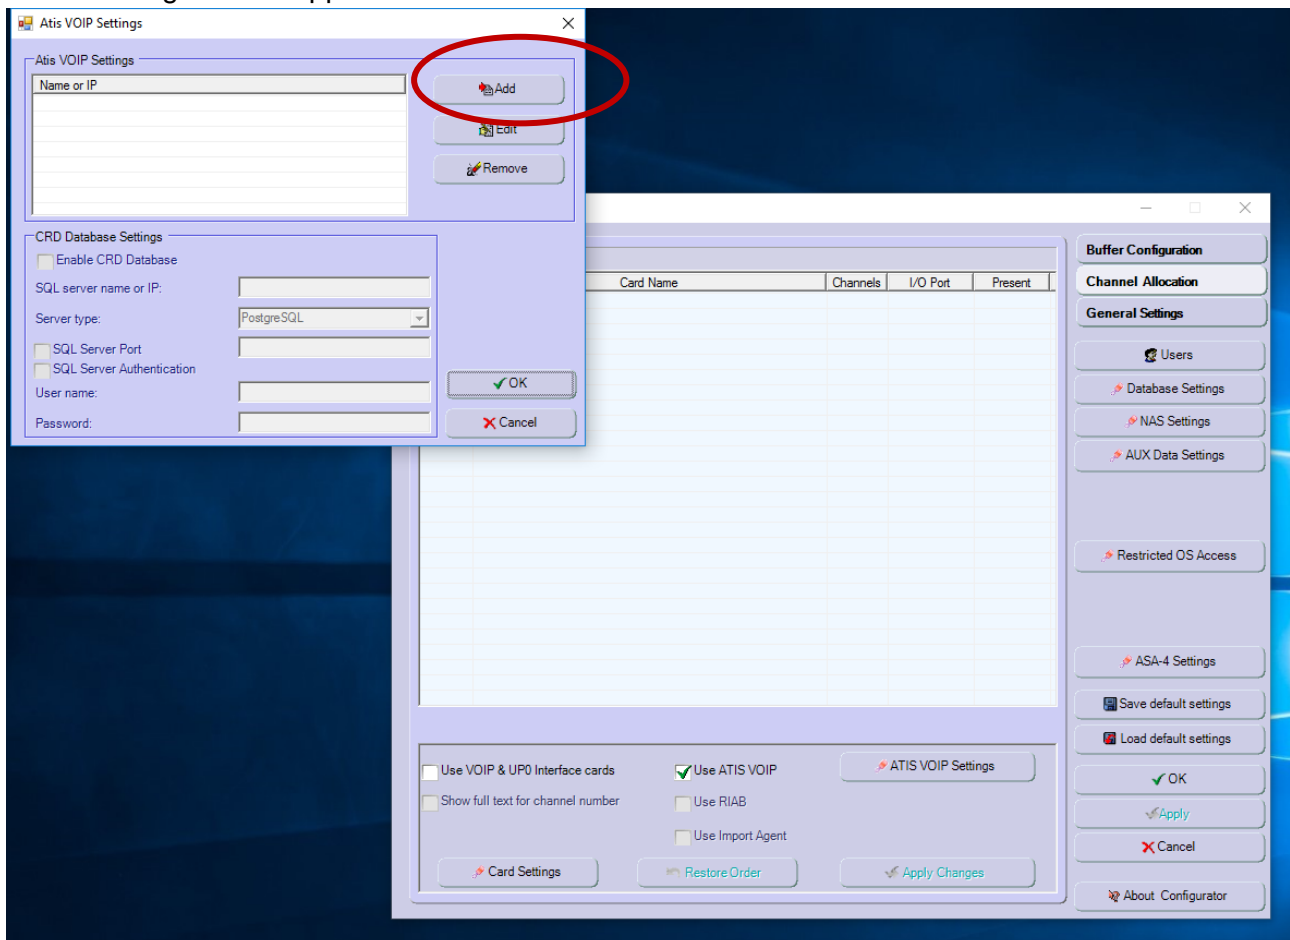 Atis VOIP Settings
Atis VOIP Settings
Name or IP
Add
Edit
Remove
CRD Database Settings
Enable CRD Database
SQL server name or IP:
Server type:
PostgreSQL
SQL Server Port
SQL Server Authentication
User name:
Password:
OK
Cancel
Card Name
Channels
I/O Port
Present
Buffer Configuration
Channel Allocation
General Settings
Users
Database Settings
NAS Settings
AUX Data Settings
Restricted OS Access
ASA-4 Settings
Save default settings
Load default settings
OK
Apply
Cancel
About Configurator
Use VOIP & UP0 Interface cards
Use ATIS VOIP
ATIS VOIP Settings
Show full text for channel number
Use RIAB
Use Import Agent
Card Settings
Restore Order
Apply Changes